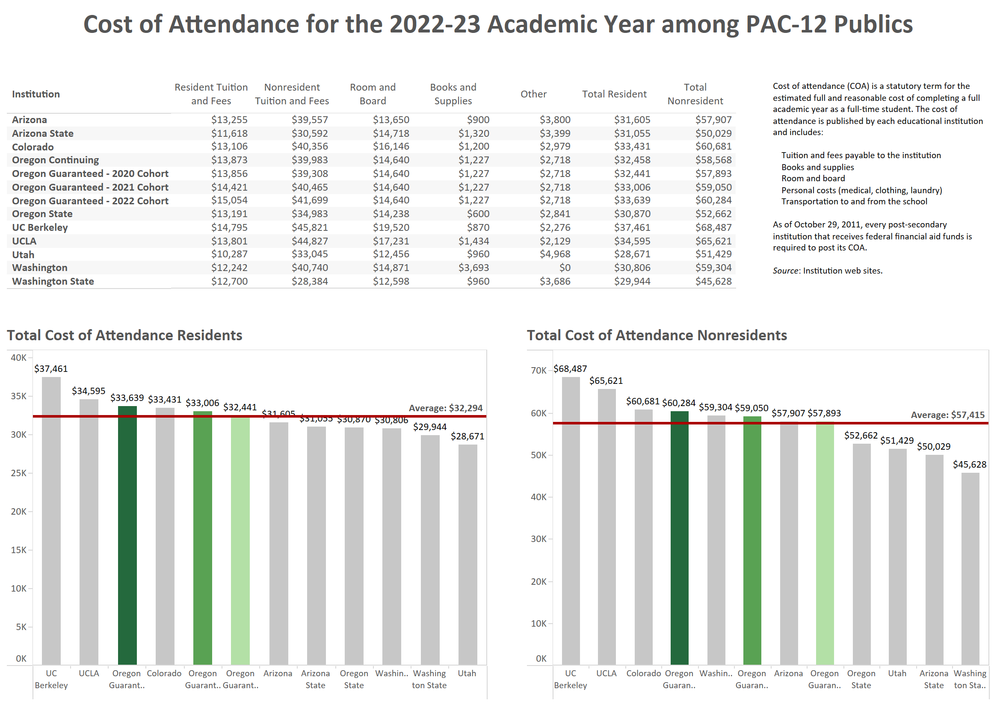 Cost of Attendance for the 2022-23 Academic Year among PAC-12 Publics
Institution Resident Tuition and Fees Nonresident Tuition and Fees Room and Board Books and Supplies Other Total Resident Total Nonresident
Arizona $13,255 $39,557 $13,650 $900 $3,800 $31,605 $57,907
Arizona State $11,618 $30,592 $14,718 $1,320 $3,399 $31,055 $50,029
Colorado $13,106 $40,356 $16,146 $1,200 $2,979 $33,431 $60,681
Oregon Continuing $13,873 $39,983 $14,640 $1,227 $2,718 $32,458 $58,568
Oregon Guaranteed - 2020 Cohort $13,856 $39,308 $14,640 $1,227 $2,718 $32,441 $57,893
Oregon Guaranteed - 2021 Cohort $14,421 $40,465 $14,640 $1,227 $2,718 $33,006 $59,050
Oregon Guaranteed - 2022 Cohort $15,054 $41,699 $14,640 $1,227 $2,718 $33,639 $60,284
Oregon State $13,191 $34,983 $14,238 $600 $2,841 $30,870 $52,662
UC Berkeley $14,795 $45,821 $19,520 $870 $2,276 $37,461 $68,487
UCLA $13,801 $44,827 $17,231 $1,434 $2,129 $34,595 $65,621
Utah $10,287 $33,045 $12,456 $960 $4,968 $28,671 $51,429
Washington $12,242 $40,740 $14,871 $3,693 $0 $30,806 $59,304
Washington State $12,700 $28,384 $12,598 $960 $3,686 $29,944 $45,628
Cost of attendance (COA) is a statutory term for the
estimated full and reasonable cost of completing a full
academic year as a full-time student. The cost of
attendance is published by each educational institution
and includes:
Tuition and fees payable to the institution
Books and supplies
Room and board
Personal costs (medical, clothing, laundry)
Transportation to and from the school
As of October 29, 2011, every post-secondary
institution that receives federal financial aid funds is
required to post its COA.
Source: Institution web sites.
Total Cost of Attendance Residents
40K
35K
30K
25K
20K
15K
10K
5K
0K
$37,461
$34,595
$33,639
$33,431
$33,006
$32,441
$31,605
$31,055
$30,870
$30,806
$29,944
$28,671
Average: $32,294
UC Berkeley
UCLA
Oregon Guarant..
Colorado
Oregon Guarant..
Oregon Guarant..
Arizona
Arizona State
Oregon State
Washin..
Washing ton State
Utah
Total Cost of Attendance Nonresidents
70K
60K
50K
40K
30K
20K
10K
0K
$68,487
$65,621
$60,681
$60,284
$59,304
$59,050
$57,907
$57,893
$52,662
$51,429
$50,029
$45,628
Average: $57,415
UC Berkeley
UCLA
Colorado
Oregon Guaran..
Washin..
Oregon Guaran..
Arizona
Oregon Guaran..
Oregon State
Utah
Arizona State
Washing ton Sta..